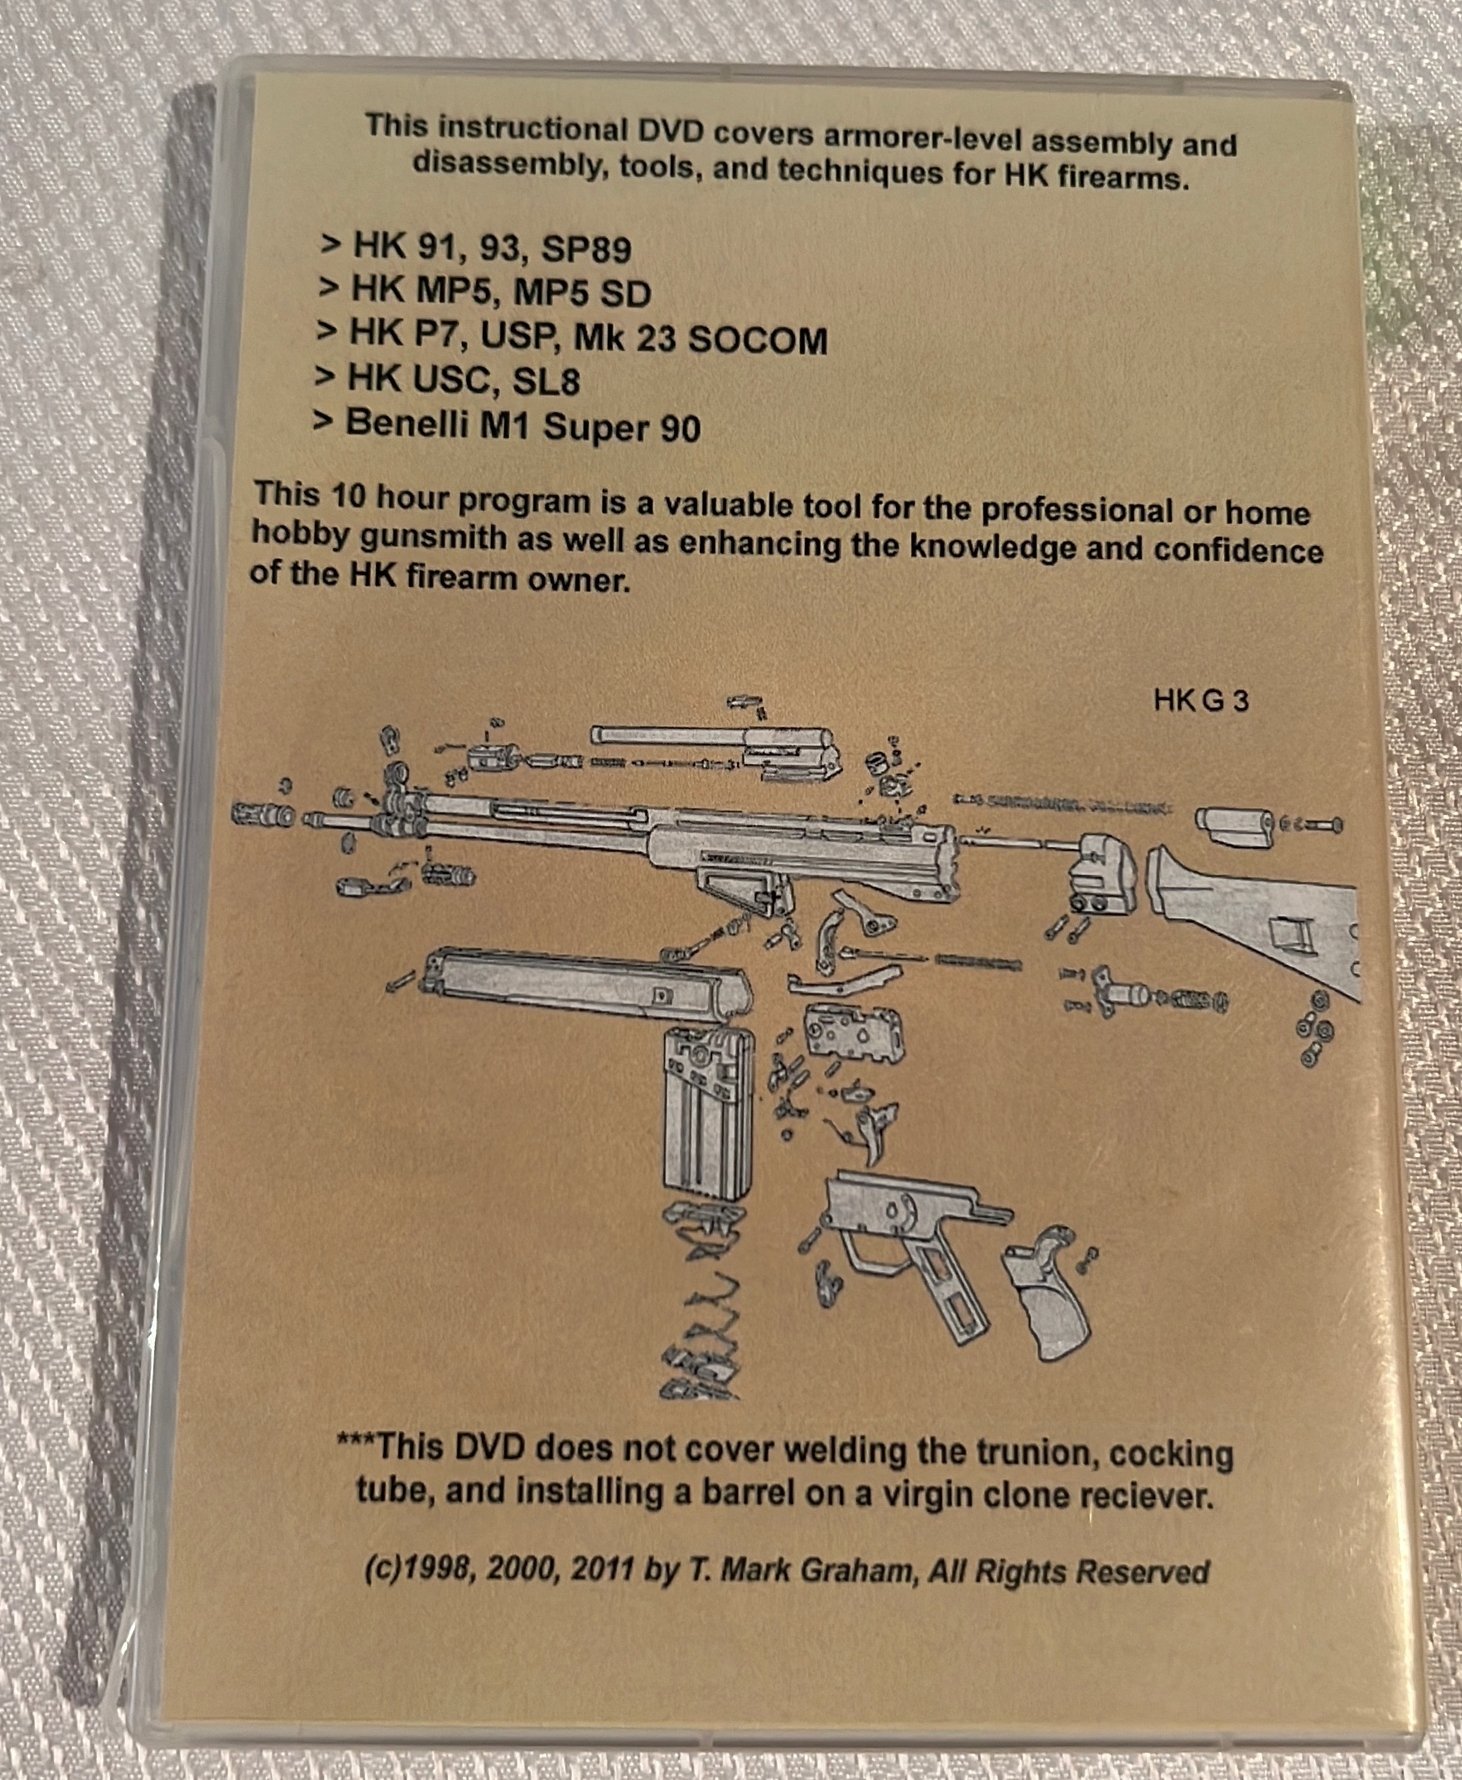 This instructional DVD covers armorer-level assembly and
disassembly, tools, and techniques for HK firearms.
> HK 91, 93, SP89
> HK MP5, MP5 SD
> HK P7, USP, Mk 23 SOCOM
> HK USC, SL8
> Benelli M1 Super 90
This 10 hour program is a valuable tool for the professional or home
hobby gunsmith as well as enhancing the knowledge and confidence
of the HK firearm owner.
HK G 3
***This DVD does not cover welding the trunion, cocking
tube, and installing a barrel on a virgin clone reciever.
(c)1998, 2000, 2011 by T. Mark Graham, All Rights Reserved